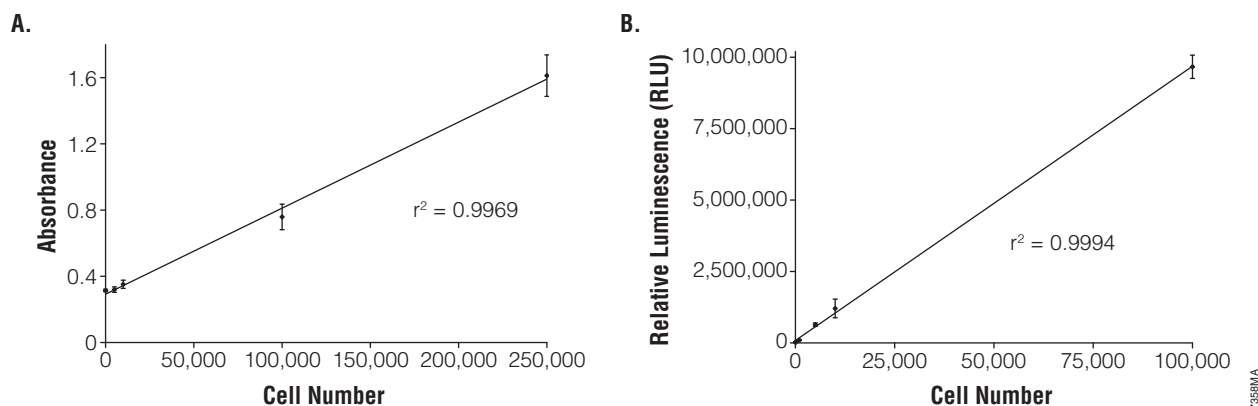 A.
Absorbance
1.6
1.2
0.8
0.4
0
r² = 0.9969
0
50,000
100,000
150,000
200,000
250,000
Cell Number
B.
Relative Luminescence (RLU)
10,000,000
7,500,000
5,000,000
2,500,000
0
r² = 0.9994
0
25,000
50,000
75,000
100,000
Cell Number
7358MA